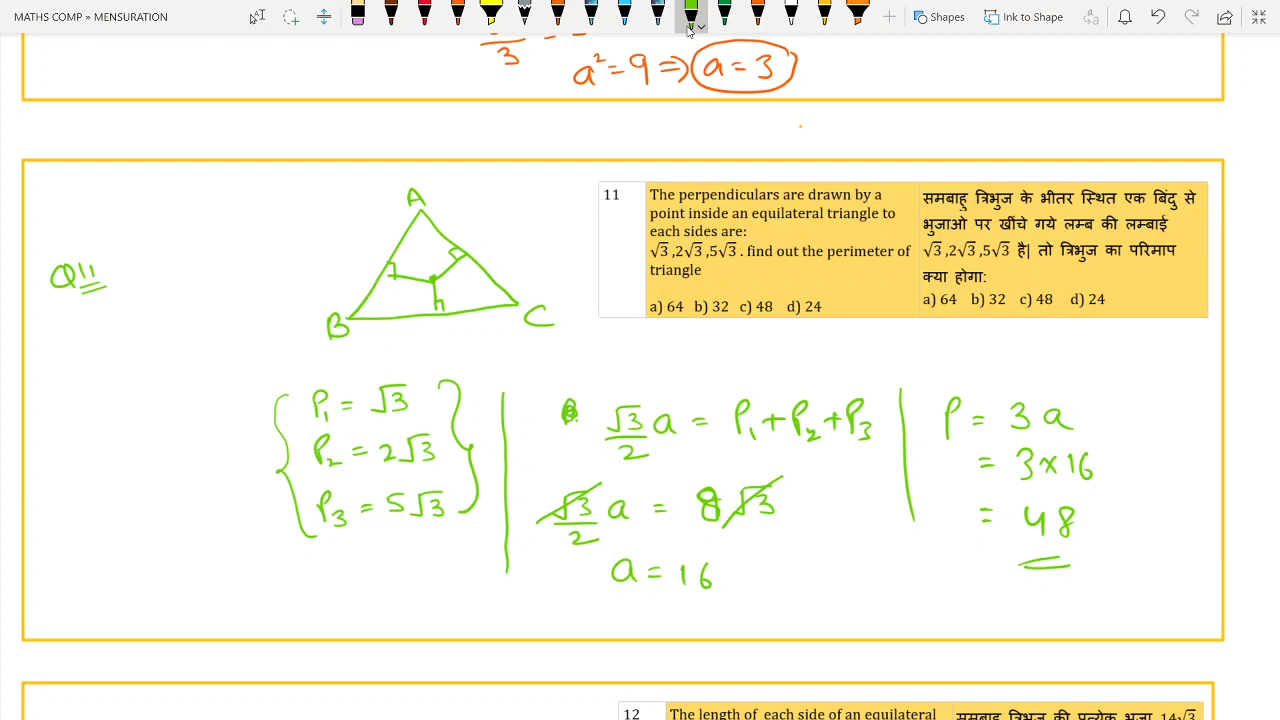 MATHS COMP » MENSURATION
Shapes
Ink to Shape
3
a² = 9 ⇒ a = 3
Q11
A
B
C
11
The perpendiculars are drawn by a
point inside an equilateral triangle to
each sides are:
√3 ,2√3 ,5√3 . find out the perimeter of
triangle
a) 64 b) 32 c) 48 d) 24
समबाहु त्रिभुज के भीतर स्थित एक बिंदु से
भुजाओ पर खींचे गये लम्ब की लम्बाई
√3 ,2√3 ,5√3 है| तो त्रिभुज का परिमाप
क्या होगा:
a) 64 b) 32 c) 48 d) 24
P₁ = √3
P₂ = 2√3
P₃ = 5√3
√3/2 a = P₁ + P₂ + P₃
√3/2 a = 8√3
a = 16
P = 3a
= 3×16
= 48
12
The length of each side of an equilateral
समबाहु त्रिभुज की प्रत्येक भुजा 14√3